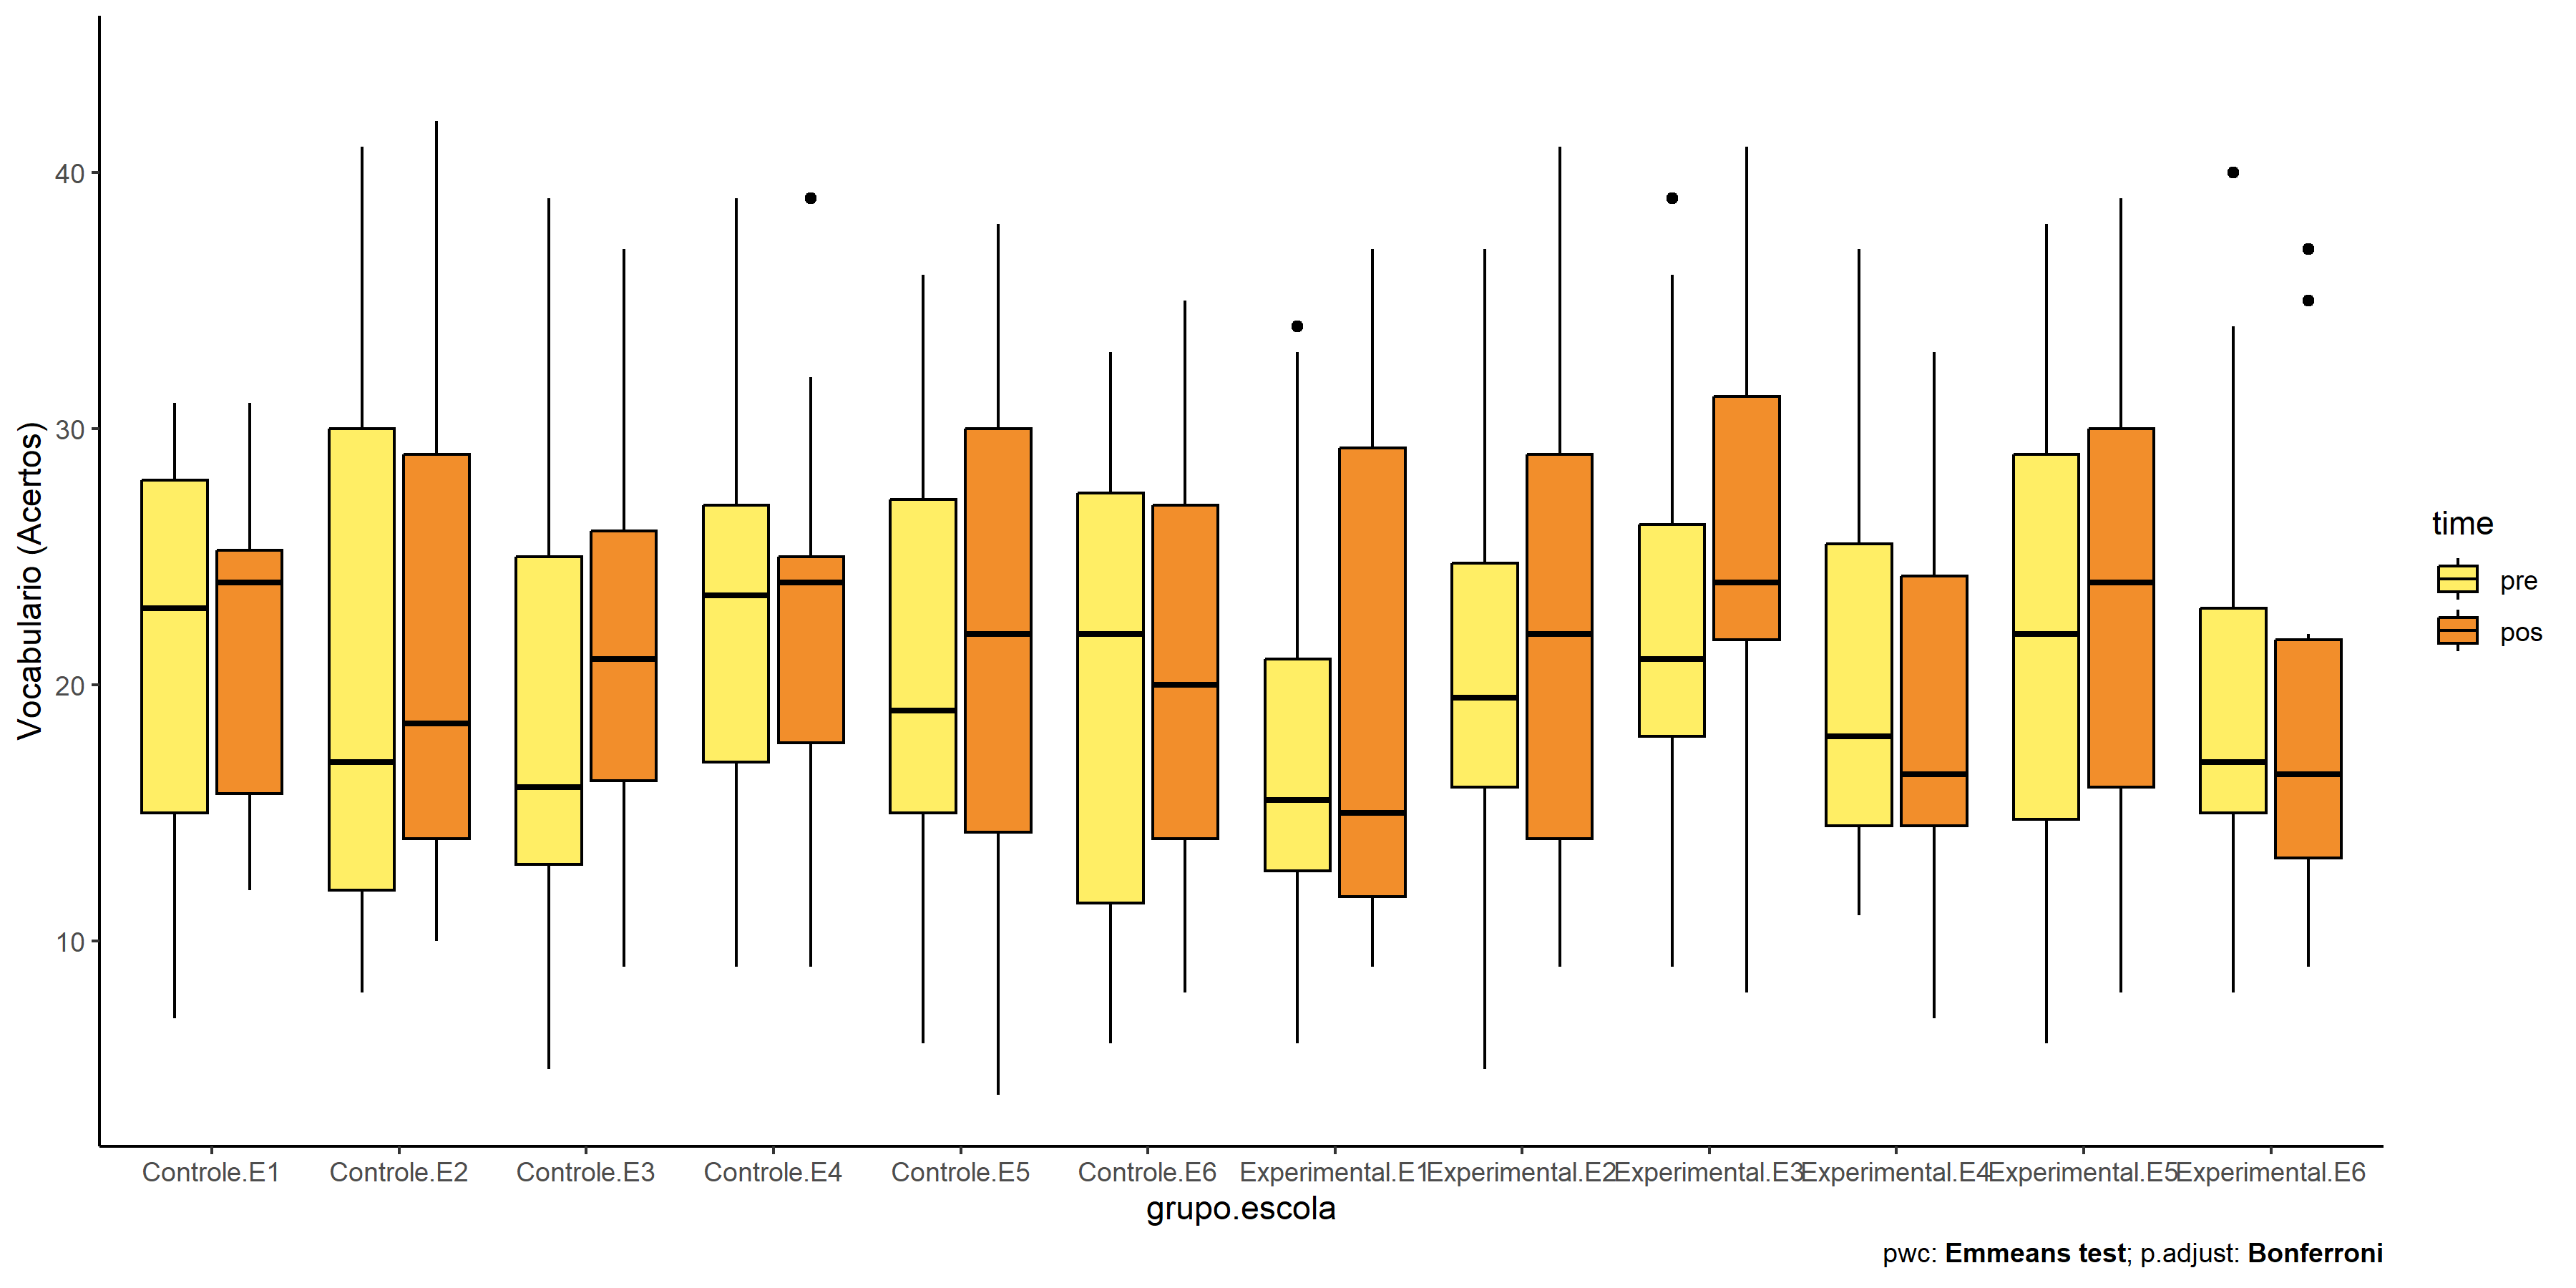 Vocabulario (Acertos)
40
30
20
10
Controle.E1 Controle.E2 Controle.E3 Controle.E4 Controle.E5 Controle.E6 Experimental.E1 Experimental.E2 Experimental.E3 Experimental.E4 Experimental.E5 Experimental.E6
grupo.escola
time
pre
pos
pwc: Emmeans test; p.adjust: Bonferroni